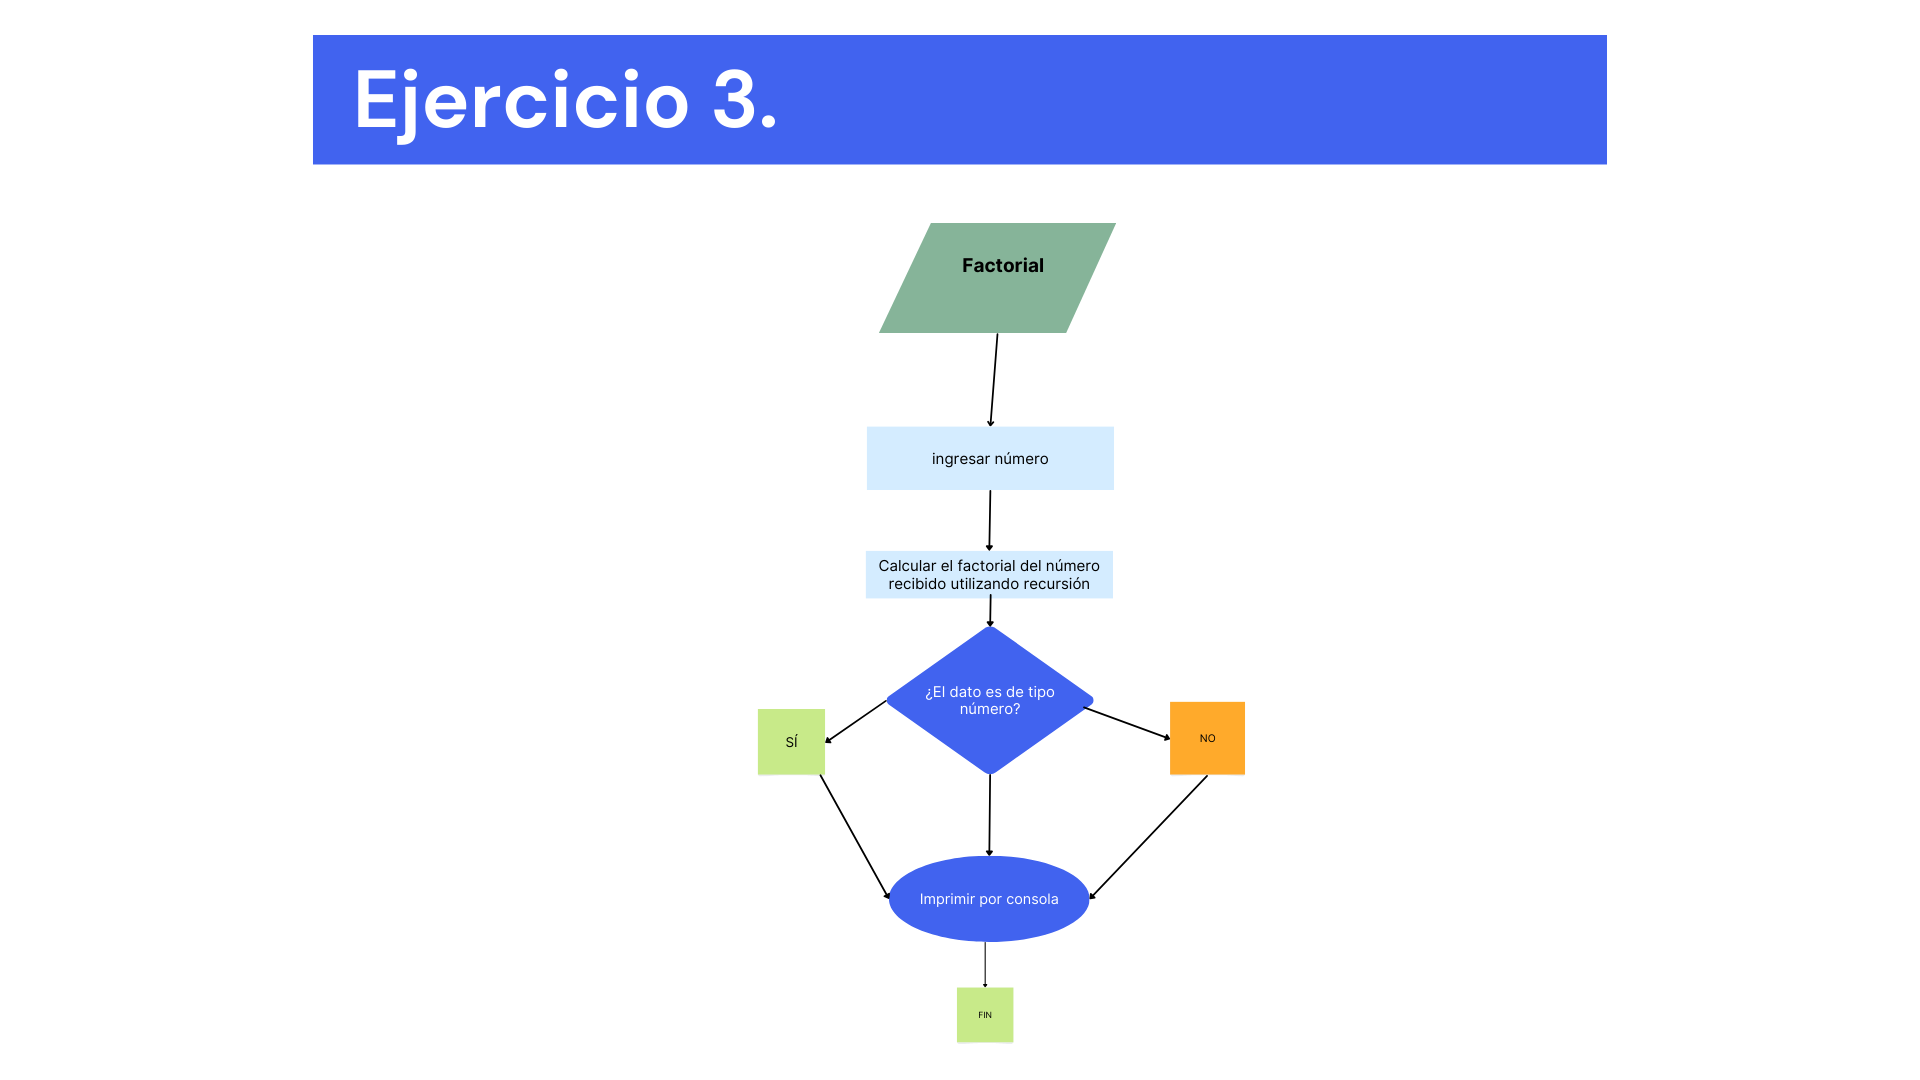 Ejercicio 3.
Factorial
ingresar número
Calcular el factorial del número
recibido utilizando recursión
¿El dato es de tipo
número?
SÍ
NO
Imprimir por consola
FIN